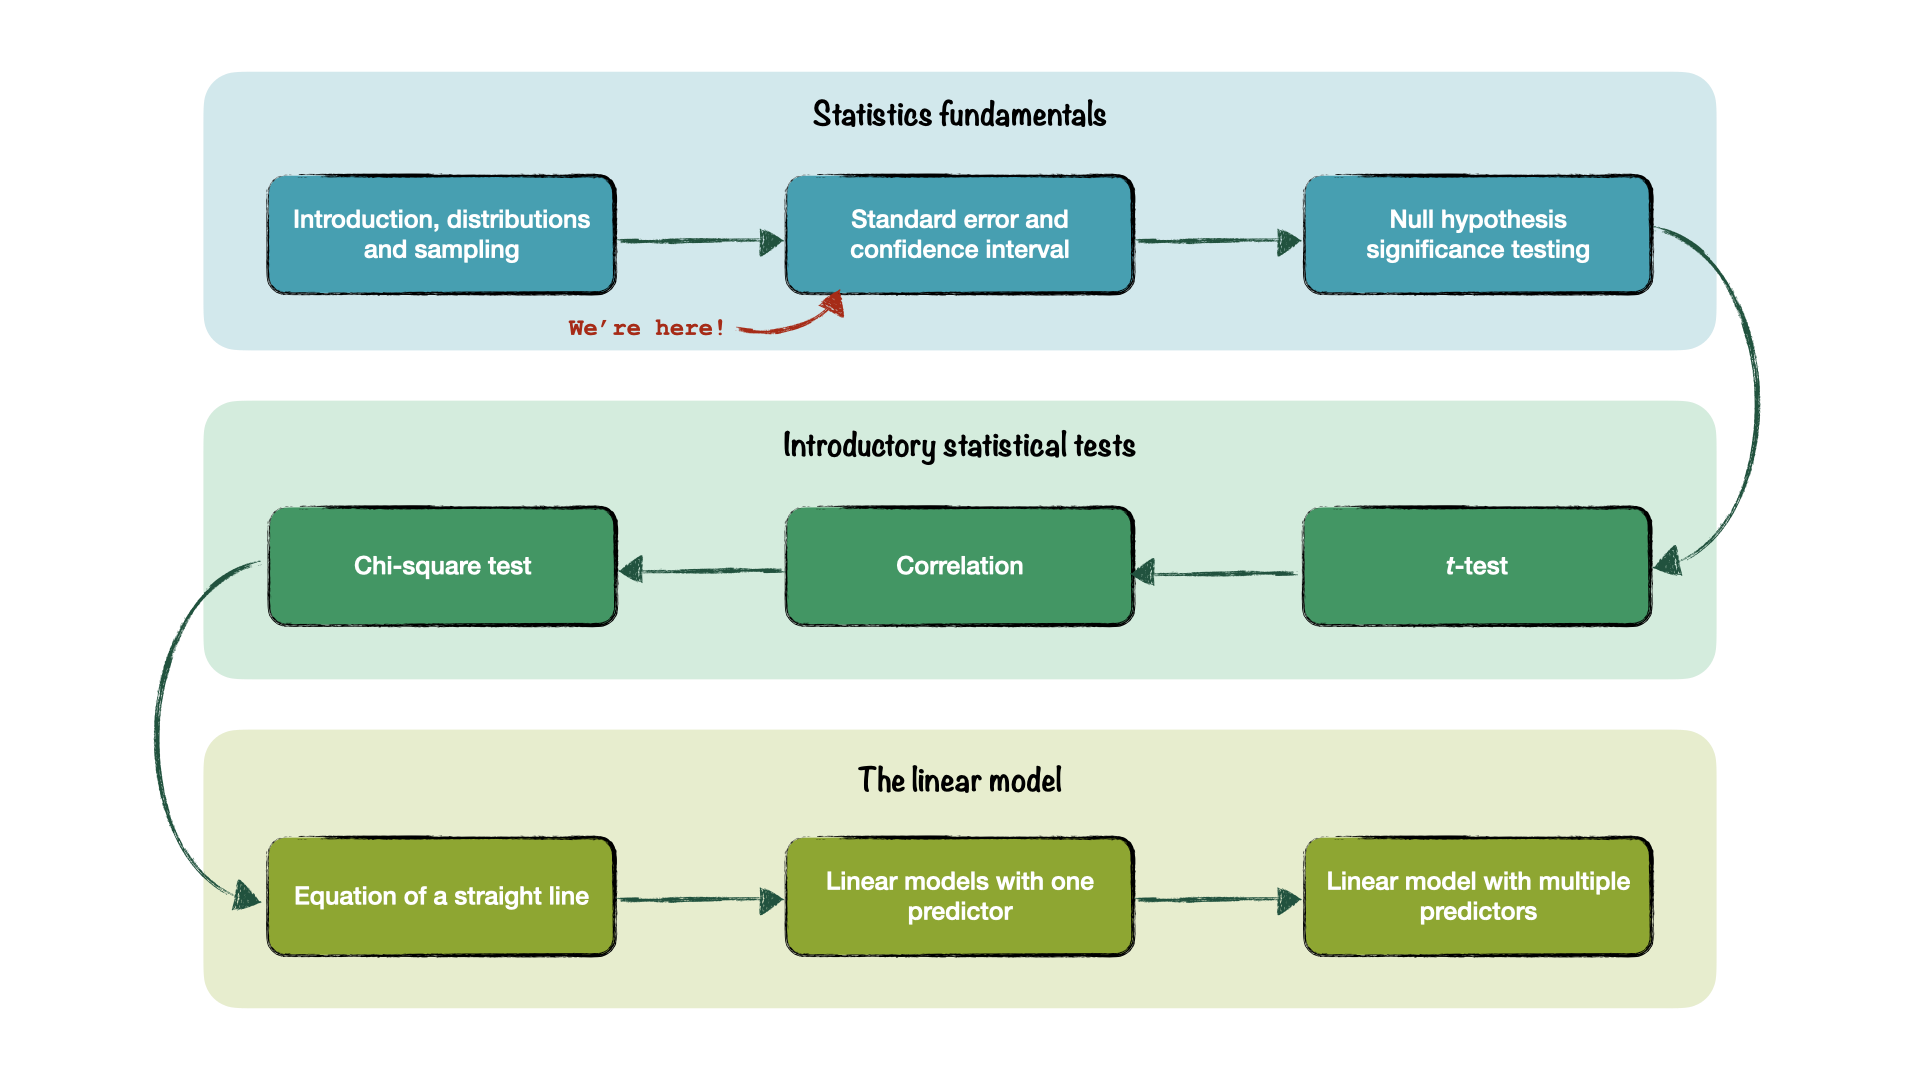 Statistics fundamentals
Introduction, distributions
and sampling
Standard error and
confidence interval
Null hypothesis
significance testing
We're here!
Introductory statistical tests
Chi-square test
Correlation
t-test
The linear model
Equation of a straight line
Linear models with one
predictor
Linear model with multiple
predictors